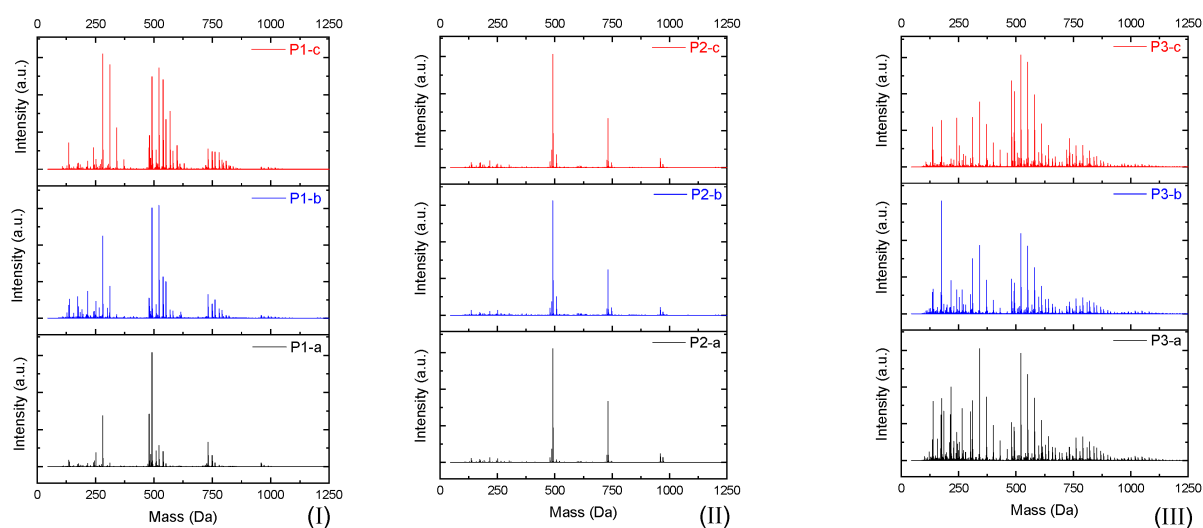 0 250 500 750 1000 1250
P1-c
Intensity (a.u.)
P1-b
Intensity (a.u.)
P1-a
Intensity (a.u.)
0 250 500 750 1000 1250
Mass (Da)
(I)
0 250 500 750 1000 1250
P2-c
Intensity (a.u.)
P2-b
Intensity (a.u.)
P2-a
Intensity (a.u.)
0 250 500 750 1000 1250
Mass (Da)
(II)
0 250 500 750 1000 1250
P3-c
Intensity (a.u.)
P3-b
Intensity (a.u.)
P3-a
Intensity (a.u.)
0 250 500 750 1000 1250
Mass (Da)
(III)